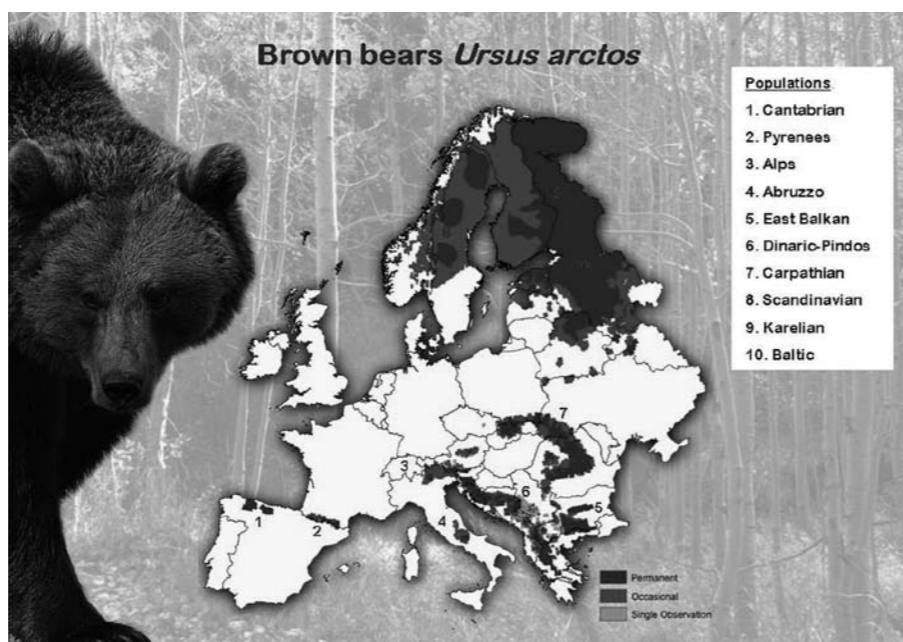 Brown bears Ursus arctos
Populations
1. Cantabrian
2. Pyrenees
3. Alps
4. Abruzzo
5. East Balkan
6. Dinario-Pindos
7. Carpathian
8. Scandinavian
9. Karelian
10. Baltic
7
3
6
5
1
2
4
Permanent
Occasional
Single Observation